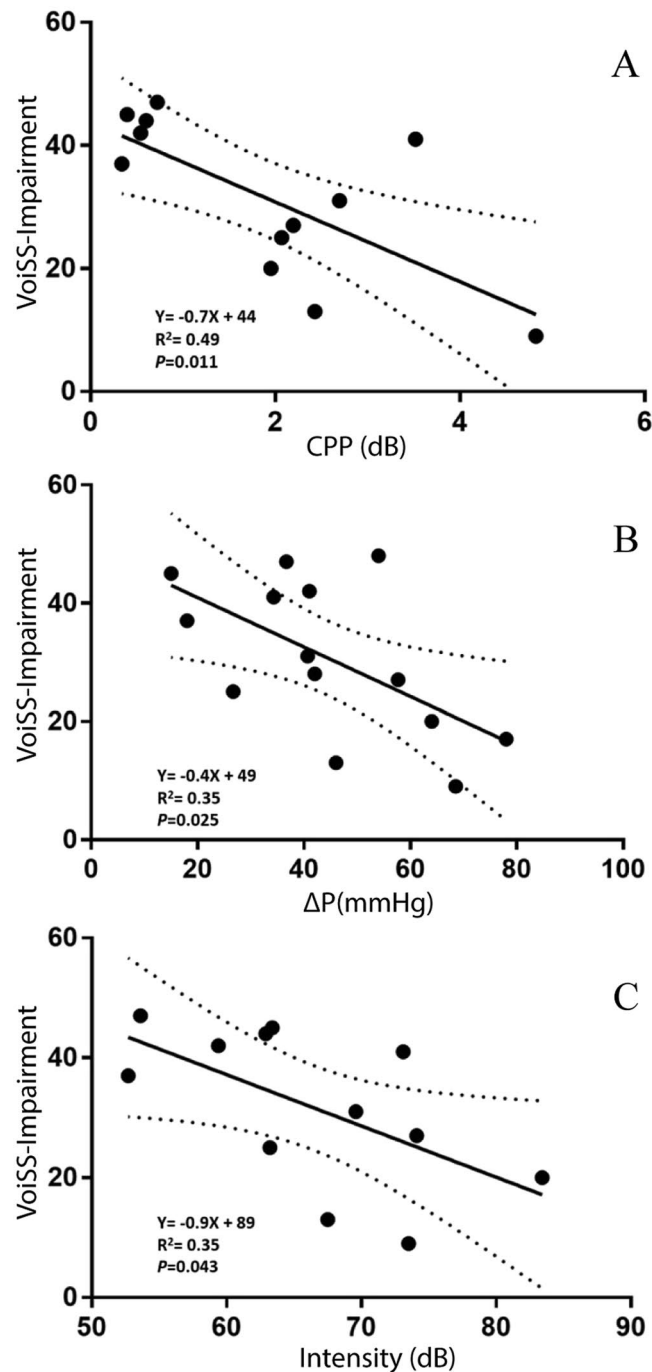 A
VoiSS-Impairment
60
40
20
0
Y= -0.7X + 44
R²= 0.49
P=0.011
0 2 4 6
CPP (dB)
B
VoiSS-Impairment
60
40
20
0
Y= -0.4X + 49
R²= 0.35
P=0.025
0 20 40 60 80 100
ΔP(mmHg)
C
VoiSS-Impairment
60
40
20
0
Y= -0.9X + 89
R²= 0.35
P=0.043
50 60 70 80 90
Intensity (dB)